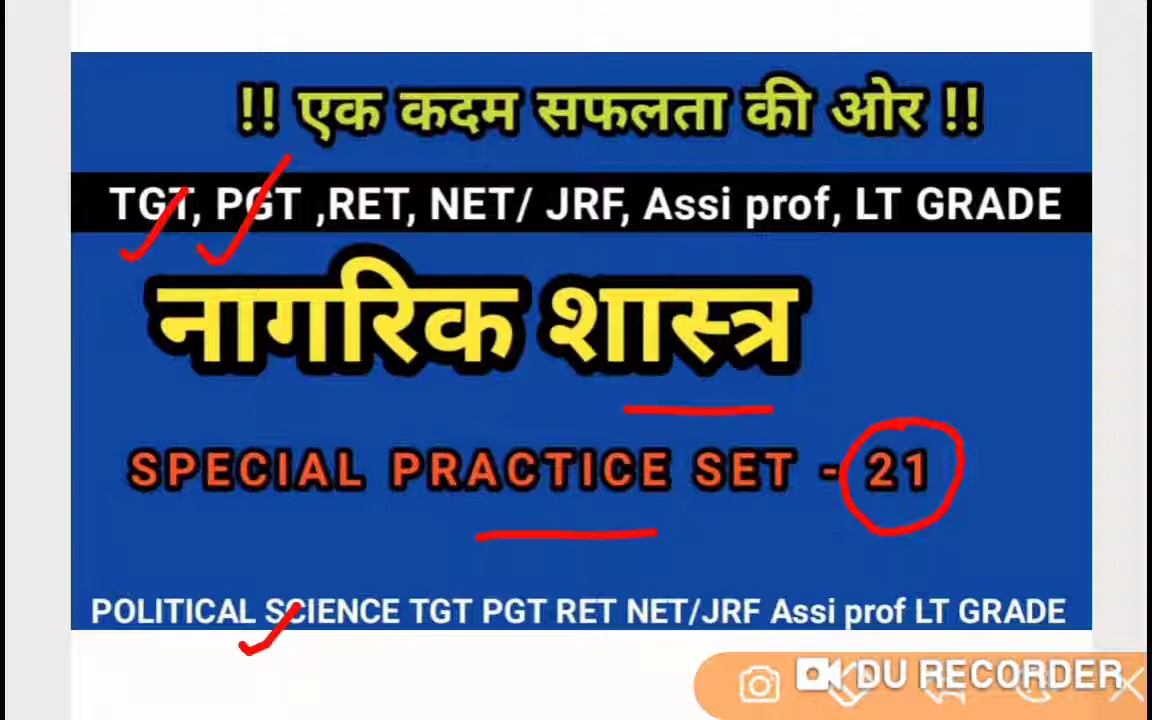 !! एक कदम सफलता की ओर !!
TGT, PGT ,RET, NET/ JRF, Assi prof, LT GRADE
नागरिक शास्त्र
SPECIAL PRACTICE SET - 21
POLITICAL SCIENCE TGT PGT RET NET/JRF Assi prof LT GRADE
DU RECORDER